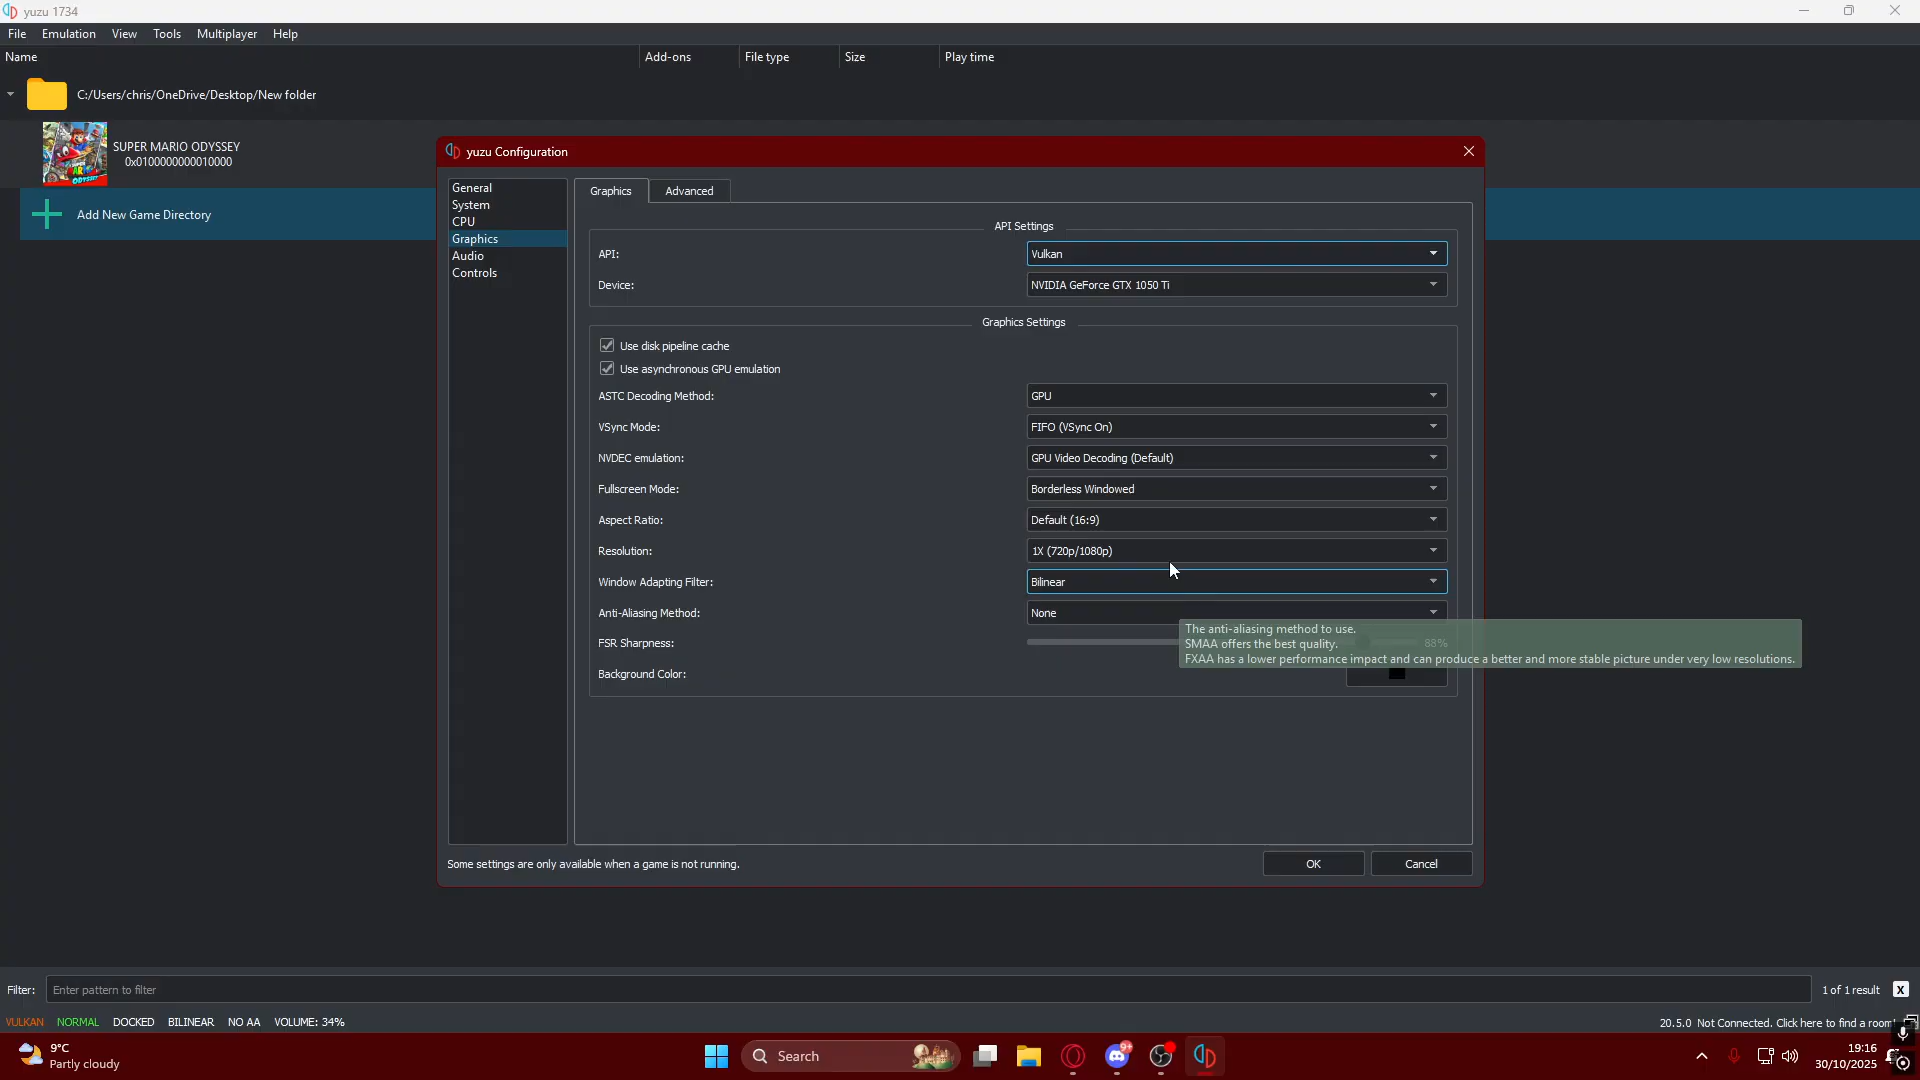 yuzu 1734
File Emulation View Tools Multiplayer Help
Name Add-ons File type Size Play time
C:/Users/chris/OneDrive/Desktop/New folder
SUPER MARIO ODYSSEY
0x0100000000010000
Add New Game Directory
yuzu Configuration
General
System
CPU
Graphics
Audio
Controls
Graphics Advanced
API Settings
API: Vulkan
Device: NVIDIA GeForce GTX 1050 Ti
Graphics Settings
Use disk pipeline cache
Use asynchronous GPU emulation
ASTC Decoding Method: GPU
VSync Mode: FIFO (VSync On)
NVDEC emulation: GPU Video Decoding (Default)
Fullscreen Mode: Borderless Windowed
Aspect Ratio: Default (16:9)
Resolution: 1X (720p/1080p)
Window Adapting Filter: Bilinear
Anti-Aliasing Method: None
The anti-aliasing method to use.
SMAA offers the best quality.
FXAA has a lower performance impact and can produce a better and more stable picture under very low resolutions.
FSR Sharpness: 88%
Background Color:
Some settings are only available when a game is not running.
OK Cancel
Filter: Enter pattern to filter 1 of 1 result X
VULKAN NORMAL DOCKED BILINEAR NO AA VOLUME: 34% 20.5.0 Not Connected. Click here to find a room!
9°C
Partly cloudy
Search
9+
19:16
30/10/2025